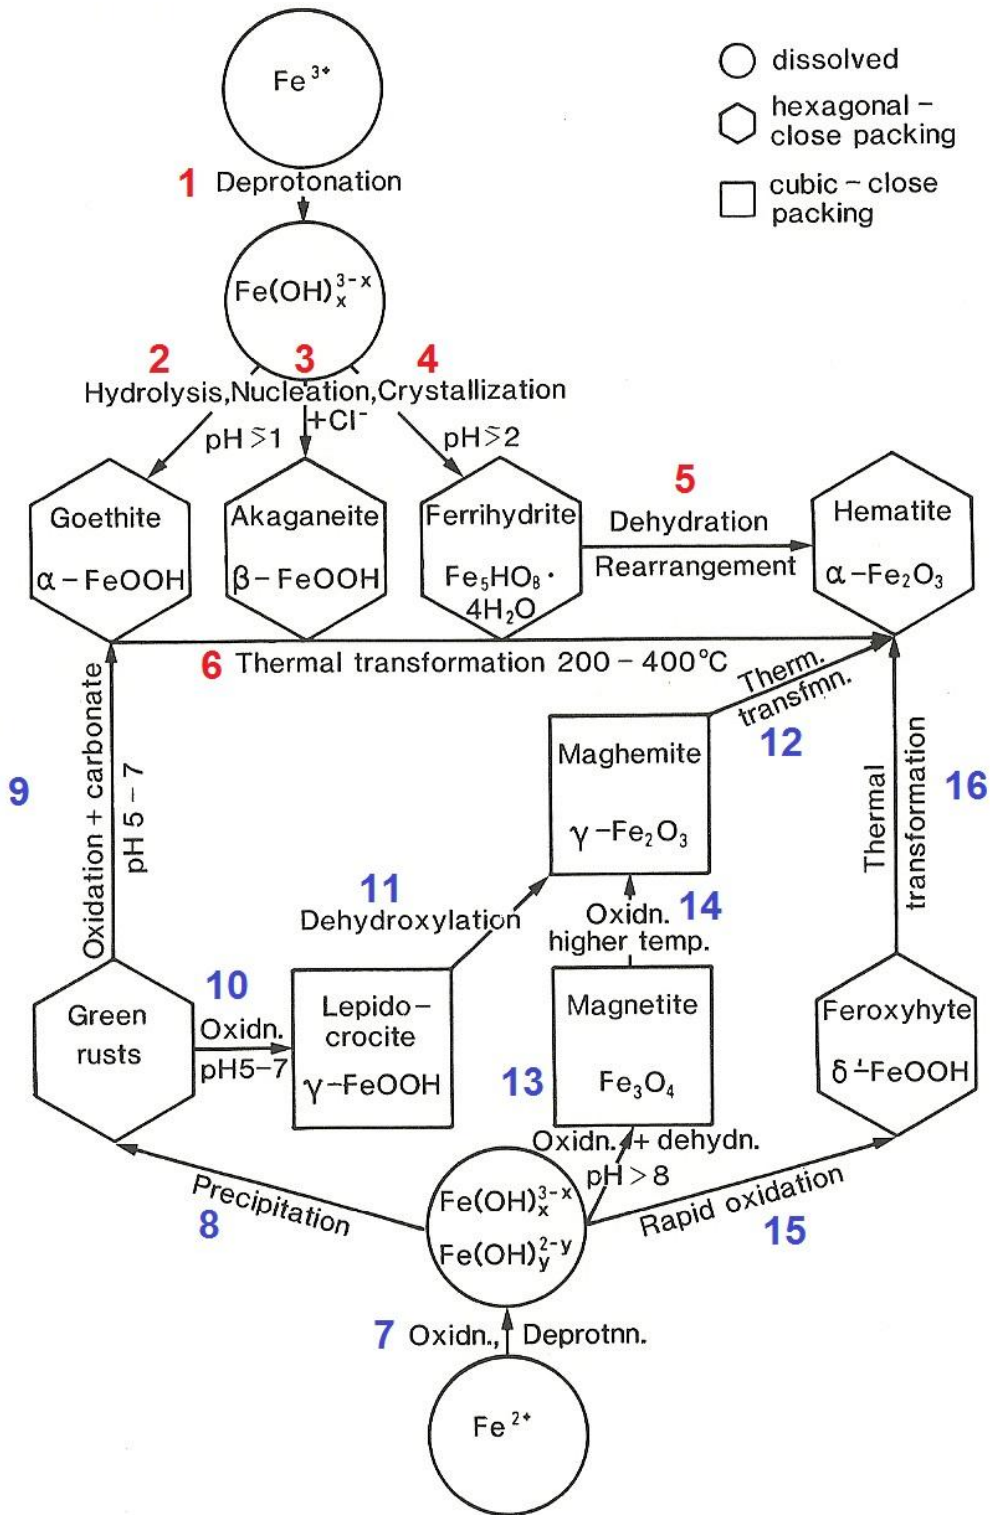 Fe³⁺
dissolved
hexagonal –
close packing
cubic – close
packing
1 Deprotonation
Fe(OH)ₓ³⁻ˣ
2 3 4
Hydrolysis,Nucleation,Crystallization
pH ≳1
+Cl⁻
pH ≳2
Goethite
α – FeOOH
Akaganeite
β – FeOOH
Ferrihydrite
Fe₅HO₈ ·
4H₂O
5
Dehydration
Rearrangement
Hematite
α – Fe₂O₃
6 Thermal transformation 200 – 400°C
9
Oxidation + carbonate
pH 5 – 7
Therm.
transfmn.
12
Maghemite
γ –Fe₂O₃
Thermal
transformation
16
11
Dehydroxylation
14
Oxidn.
higher temp.
Green
rusts
10
Oxidn.
pH5–7
Lepido–
crocite
γ–FeOOH
Magnetite
Fe₃O₄
Feroxyhyte
δ'–FeOOH
13
Oxidn. + dehydn.
pH > 8
Precipitation
8
Fe(OH)ₓ³⁻ˣ
Fe(OH)ᵧ²⁻ʸ
Rapid oxidation
15
7 Oxidn., Deprotnn.
Fe²⁺